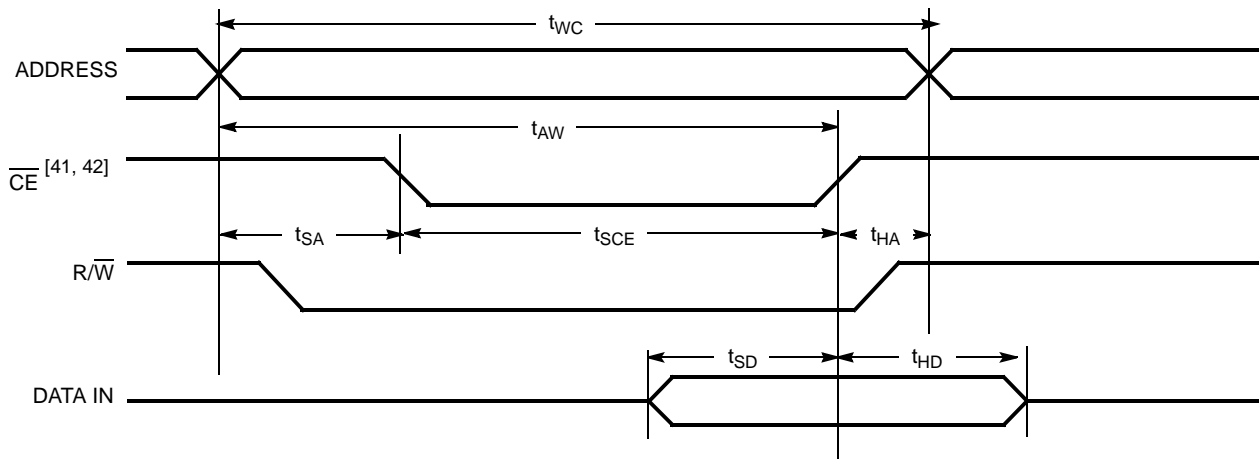 tWC
ADDRESS
tAW
CE [41, 42]
tSA tSCE tHA
R/W
tSD tHD
DATA IN